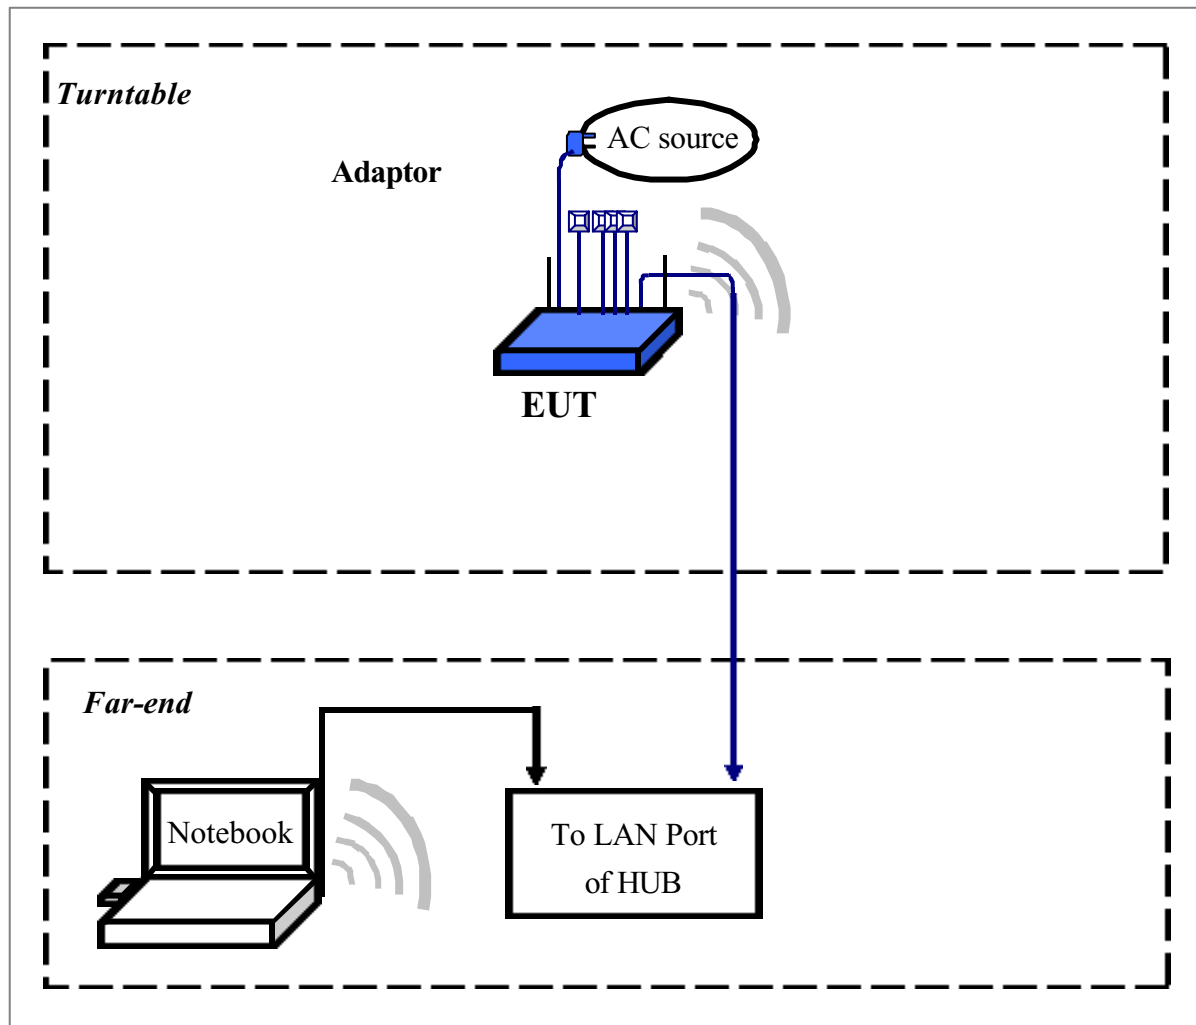 Turntable
AC source
Adaptor
EUT
Far-end
Notebook
To LAN Port
of HUB